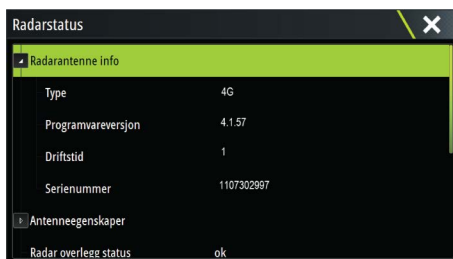 Radarstatus
Radarantenne info
Type 4G
Programvareversjon 4.1.57
Driftstid 1
Serienummer 1107302997
Antenneegenskaper
Radar overlegg status ok